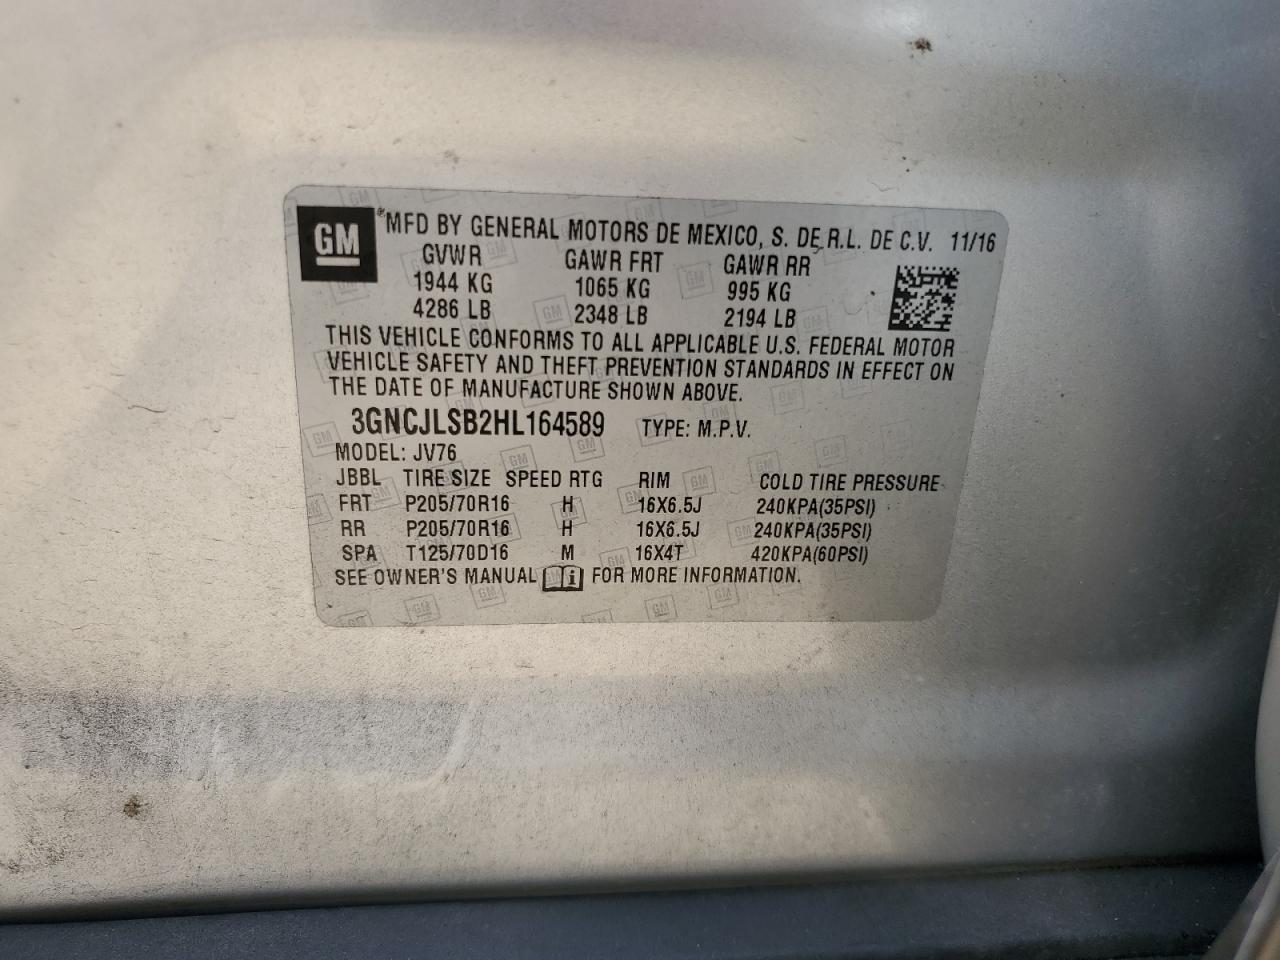 GM ® MFD BY GENERAL MOTORS DE MEXICO, S. DE R.L. DE C.V. 11/16
GVWR GAWR FRT GAWR RR
1944 KG 1065 KG 995 KG
4286 LB 2348 LB 2194 LB
THIS VEHICLE CONFORMS TO ALL APPLICABLE U.S. FEDERAL MOTOR
VEHICLE SAFETY AND THEFT PREVENTION STANDARDS IN EFFECT ON
THE DATE OF MANUFACTURE SHOWN ABOVE.
3GNCJLSB2HL164589 TYPE: M.P.V.
MODEL: JV76
JBBL TIRE SIZE SPEED RTG RIM COLD TIRE PRESSURE
FRT P205/70R16 H 16X6.5J 240KPA(35PSI)
RR P205/70R16 H 16X6.5J 240KPA(35PSI)
SPA T125/70D16 M 16X4T 420KPA(60PSI)
SEE OWNER'S MANUAL FOR MORE INFORMATION.